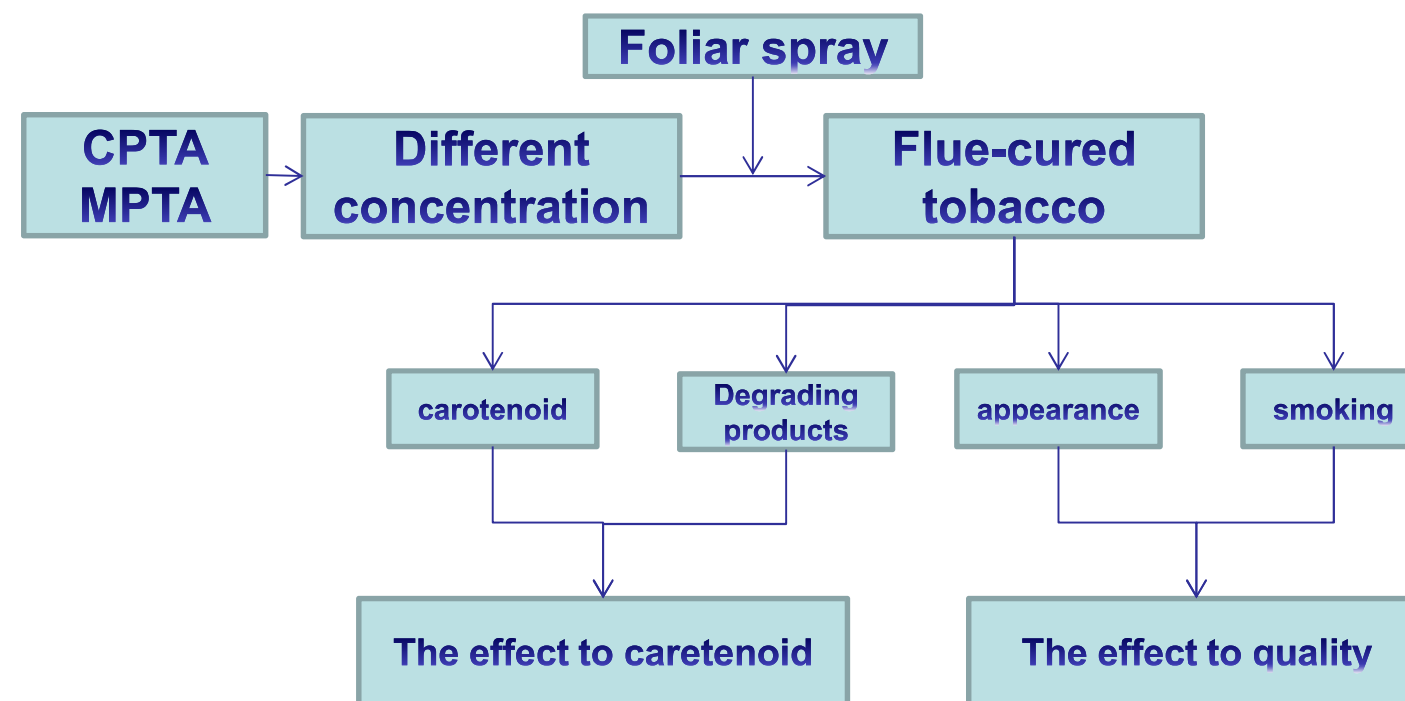 Foliar spray
CPTA
MPTA
Different
concentration
Flue-cured
tobacco
carotenoid
Degrading
products
appearance
smoking
The effect to caretenoid
The effect to quality